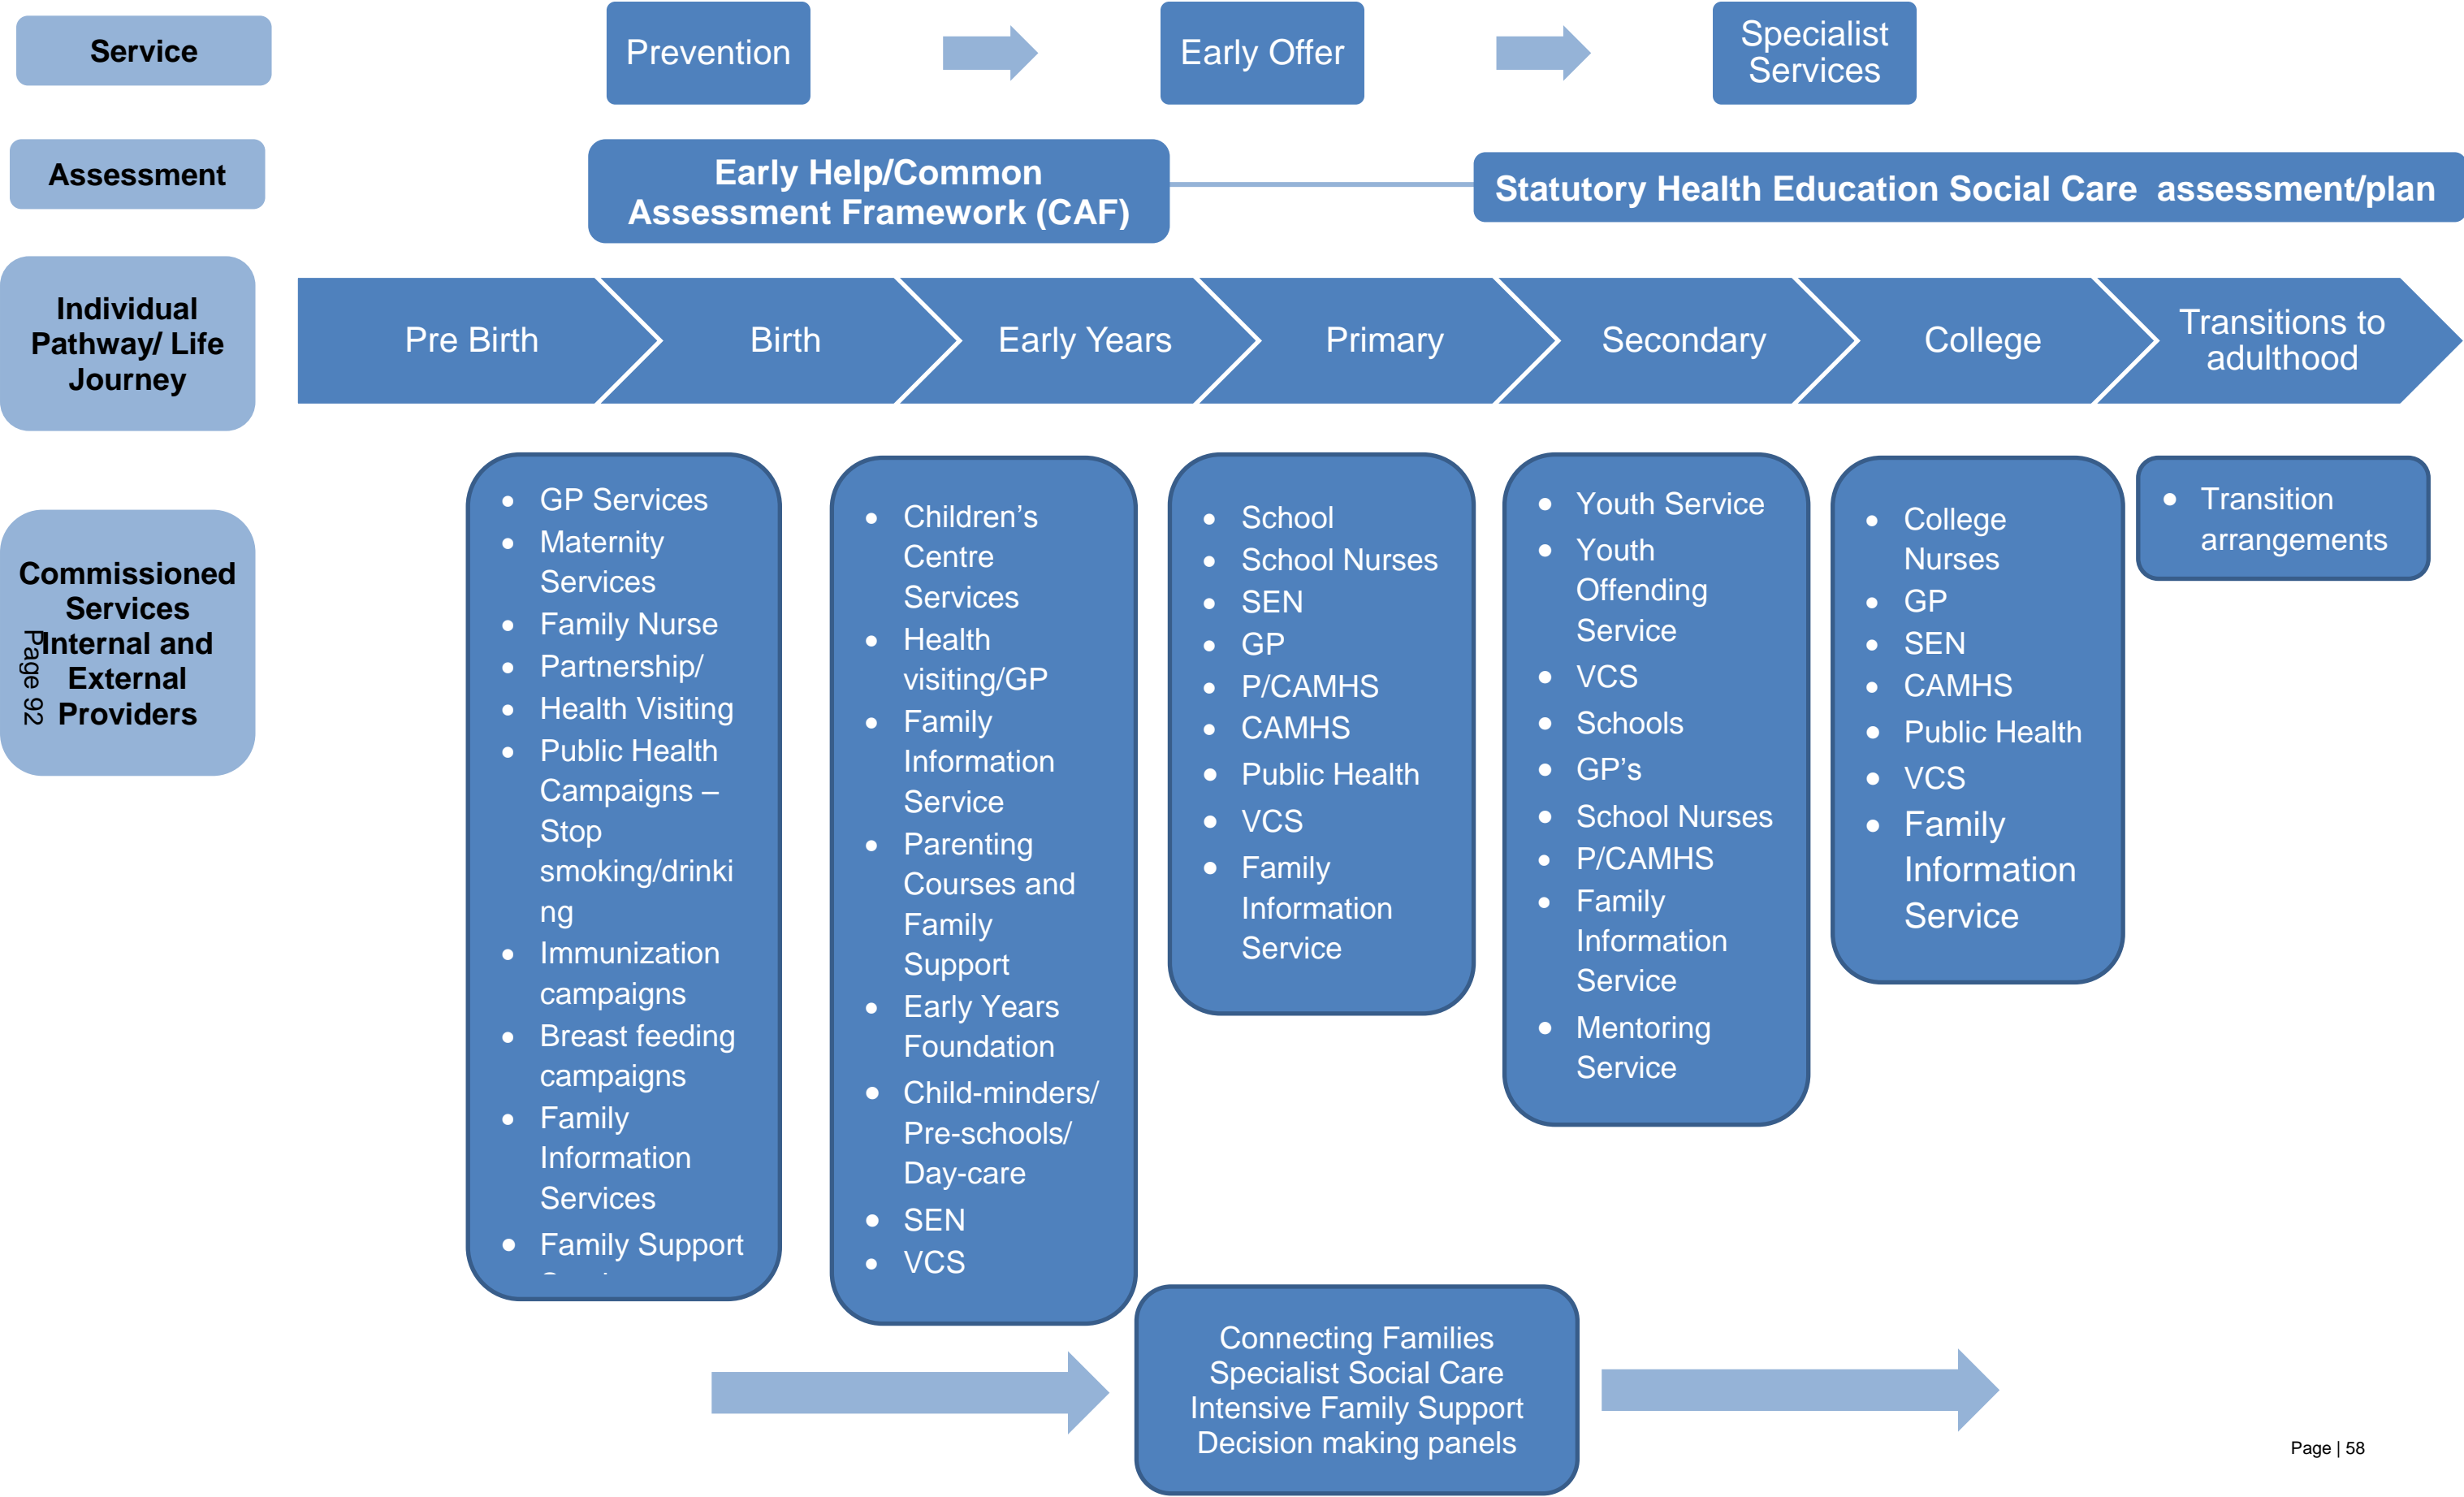 Service
Prevention
Early Offer
Specialist
Services
Assessment
Early Help/Common
Assessment Framework (CAF)
Statutory Health Education Social Care assessment/plan
Individual
Pathway/ Life
Journey
Pre Birth
Birth
Early Years
Primary
Secondary
College
Transitions to
adulthood
Commissioned
Services
Internal and
External
Providers
Page 92
• GP Services
• Maternity
Services
• Family Nurse
• Partnership/
• Health Visiting
• Public Health
Campaigns –
Stop
smoking/drinki
ng
• Immunization
campaigns
• Breast feeding
campaigns
• Family
Information
Services
• Family Support
• Children’s
Centre
Services
• Health
visiting/GP
• Family
Information
Service
• Parenting
Courses and
Family
Support
• Early Years
Foundation
• Child-minders/
Pre-schools/
Day-care
• SEN
• VCS
• School
• School Nurses
• SEN
• GP
• P/CAMHS
• CAMHS
• Public Health
• VCS
• Family
Information
Service
• Youth Service
• Youth
Offending
Service
• VCS
• Schools
• GP’s
• School Nurses
• P/CAMHS
• Family
Information
Service
• Mentoring
Service
• College
Nurses
• GP
• SEN
• CAMHS
• Public Health
• VCS
• Family
Information
Service
• Transition
arrangements
Connecting Families
Specialist Social Care
Intensive Family Support
Decision making panels
Page | 58